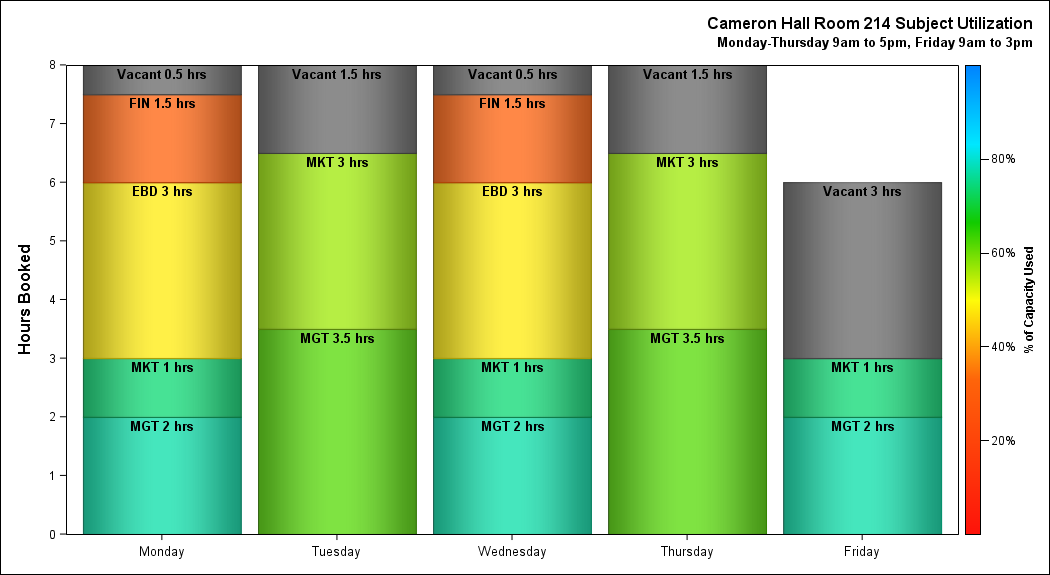 Cameron Hall Room 214 Subject Utilization
Monday-Thursday 9am to 5pm, Friday 9am to 3pm
Hours Booked
8
7
6
5
4
3
2
1
0
Vacant 0.5 hrs
FIN 1.5 hrs
EBD 3 hrs
MKT 1 hrs
MGT 2 hrs
Monday
Vacant 1.5 hrs
MKT 3 hrs
MGT 3.5 hrs
Tuesday
Vacant 0.5 hrs
FIN 1.5 hrs
EBD 3 hrs
MKT 1 hrs
MGT 2 hrs
Wednesday
Vacant 1.5 hrs
MKT 3 hrs
MGT 3.5 hrs
Thursday
Vacant 3 hrs
MKT 1 hrs
MGT 2 hrs
Friday
80%
60%
40%
20%
% of Capacity Used